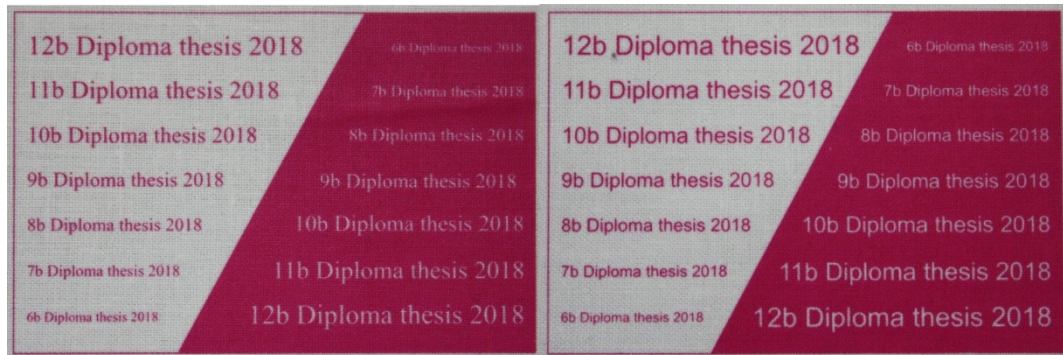 12b Diploma thesis 2018
6b Diploma thesis 2018
11b Diploma thesis 2018
7b Diploma thesis 2018
10b Diploma thesis 2018
8b Diploma thesis 2018
9b Diploma thesis 2018
9b Diploma thesis 2018
8b Diploma thesis 2018
10b Diploma thesis 2018
7b Diploma thesis 2018
11b Diploma thesis 2018
6b Diploma thesis 2018
12b Diploma thesis 2018
12b Diploma thesis 2018
6b Diploma thesis 2018
11b Diploma thesis 2018
7b Diploma thesis 2018
10b Diploma thesis 2018
8b Diploma thesis 2018
9b Diploma thesis 2018
9b Diploma thesis 2018
8b Diploma thesis 2018
10b Diploma thesis 2018
7b Diploma thesis 2018
11b Diploma thesis 2018
6b Diploma thesis 2018
12b Diploma thesis 2018